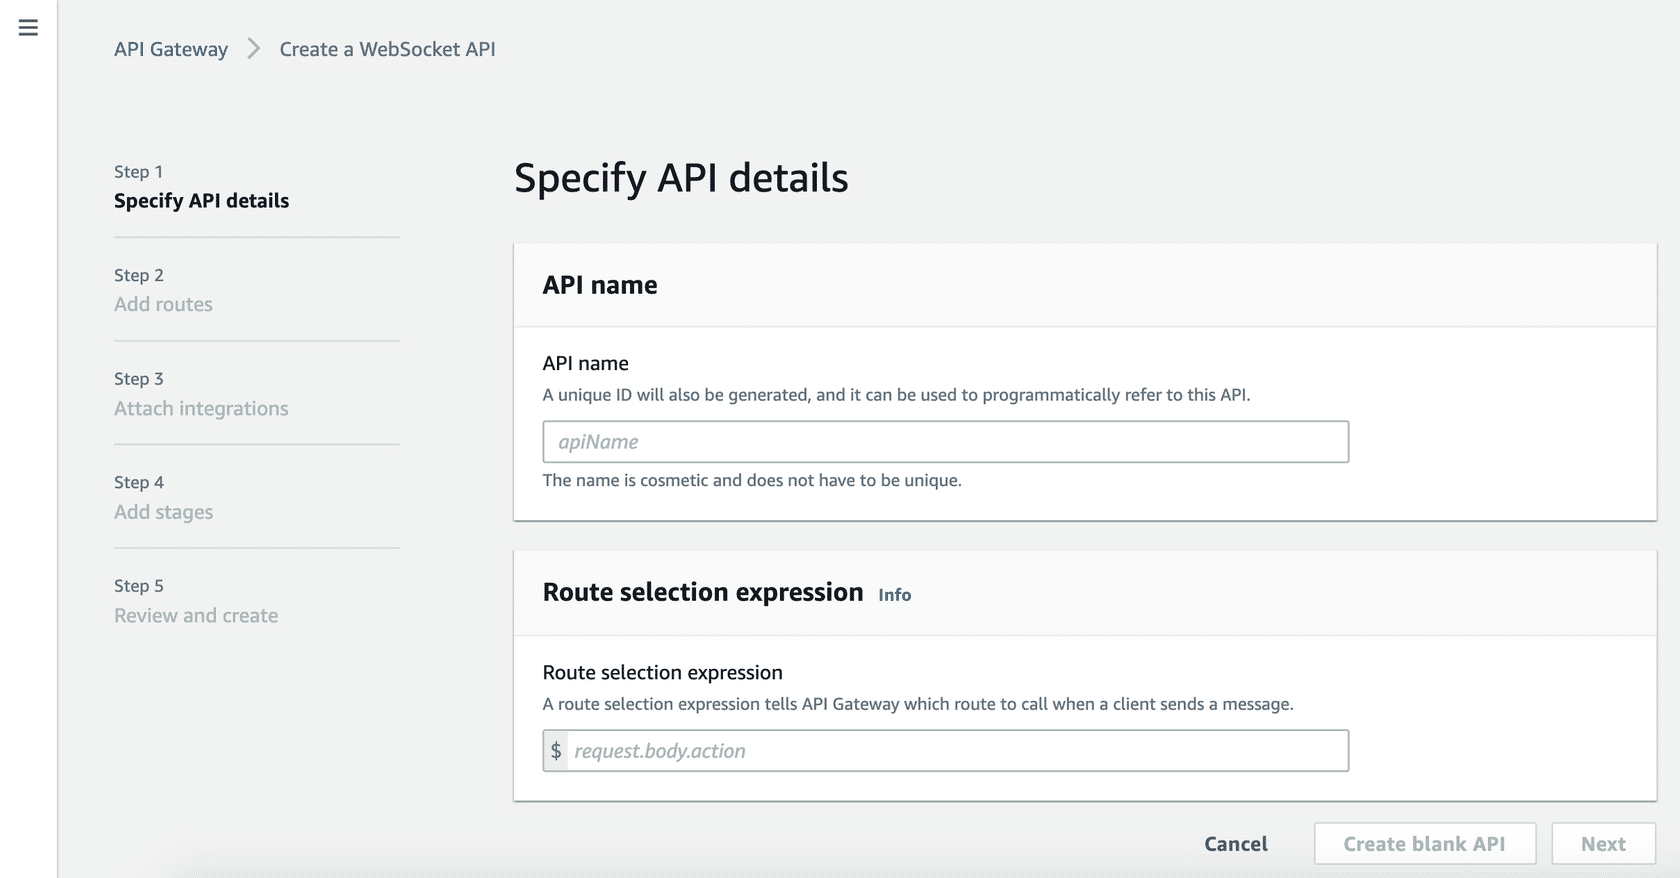 API Gateway > Create a WebSocket API
Step 1
Specify API details
Step 2
Add routes
Step 3
Attach integrations
Step 4
Add stages
Step 5
Review and create
Specify API details
API name
API name
A unique ID will also be generated, and it can be used to programmatically refer to this API.
apiName
The name is cosmetic and does not have to be unique.
Route selection expression Info
Route selection expression
A route selection expression tells API Gateway which route to call when a client sends a message.
$ request.body.action
Cancel Create blank API Next